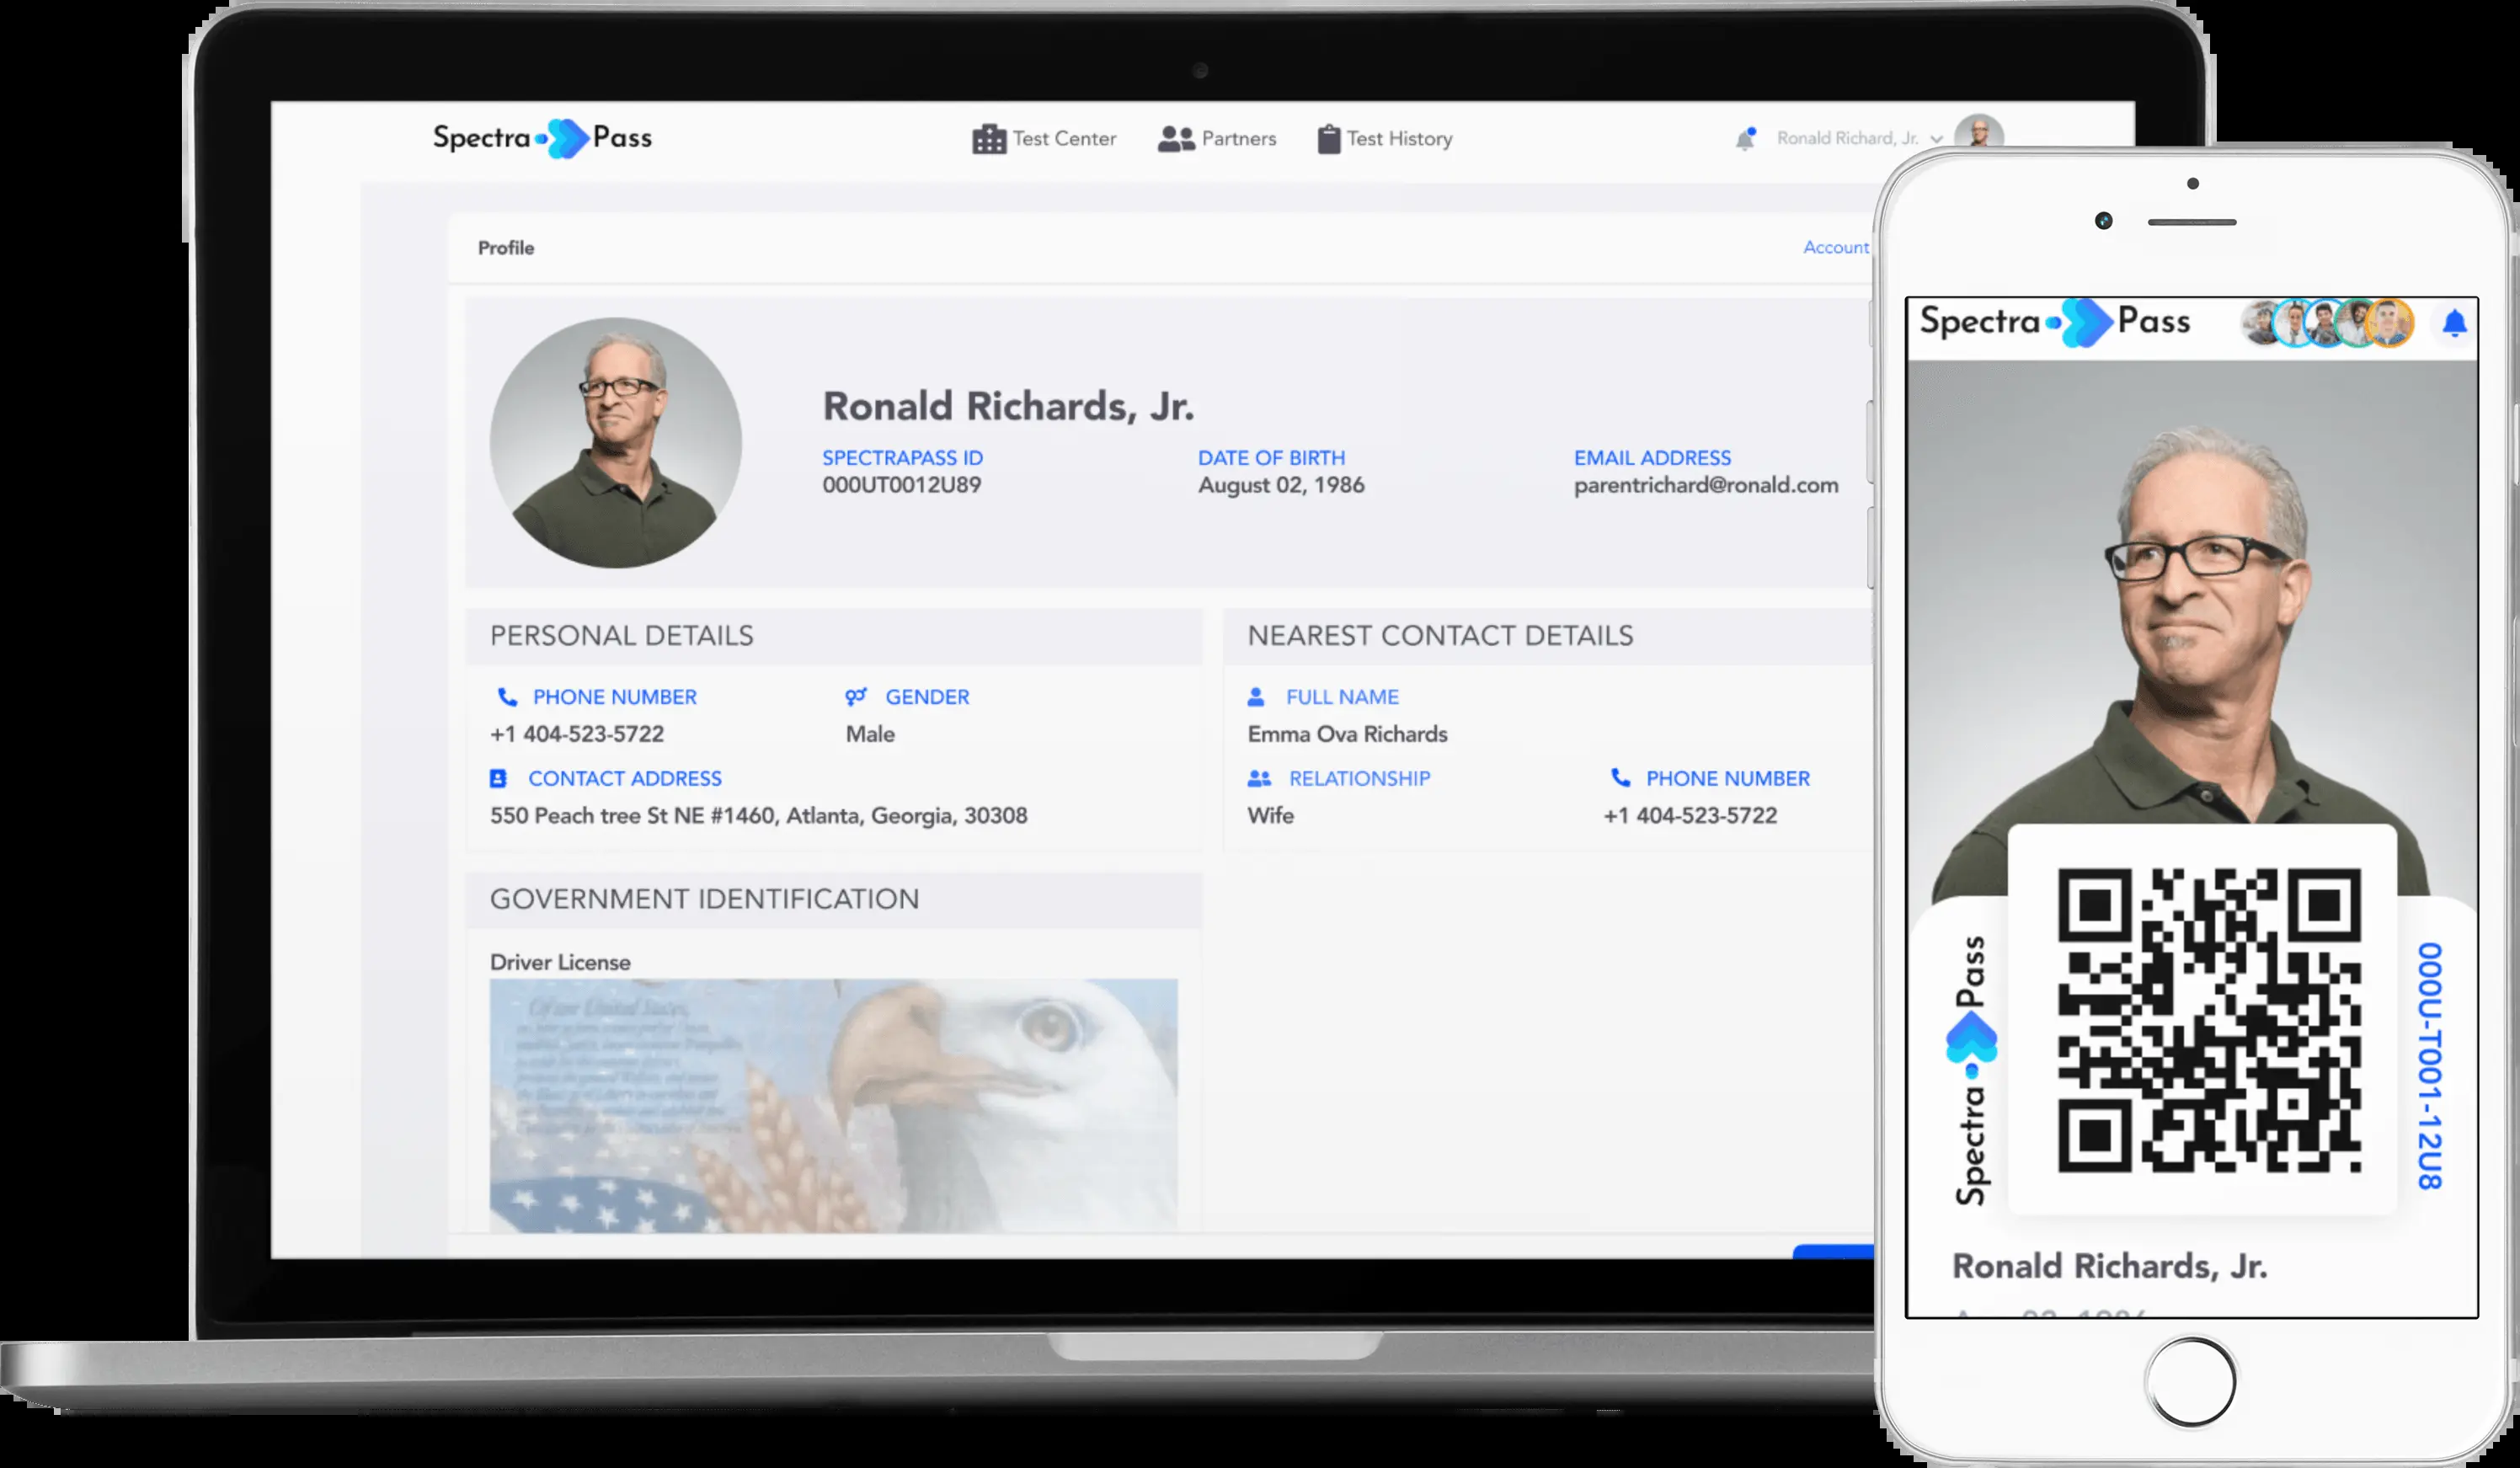 Spectra Pass
Test Center
Partners
Test History
Ronald Richard, Jr.
Profile
Account
Ronald Richards, Jr.
SPECTRAPASS ID
DATE OF BIRTH
EMAIL ADDRESS
000UT0012U89
August 02, 1986
parentrichard@ronald.com
PERSONAL DETAILS
PHONE NUMBER
GENDER
+1 404-523-5722
Male
CONTACT ADDRESS
550 Peach tree St NE #1460, Atlanta, Georgia, 30308
NEAREST CONTACT DETAILS
FULL NAME
Emma Ova Richards
RELATIONSHIP
PHONE NUMBER
Wife
+1 404-523-5722
GOVERNMENT IDENTIFICATION
Driver License
Spectra Pass
Spectra Pass
000U-T001-12U8
Ronald Richards, Jr.